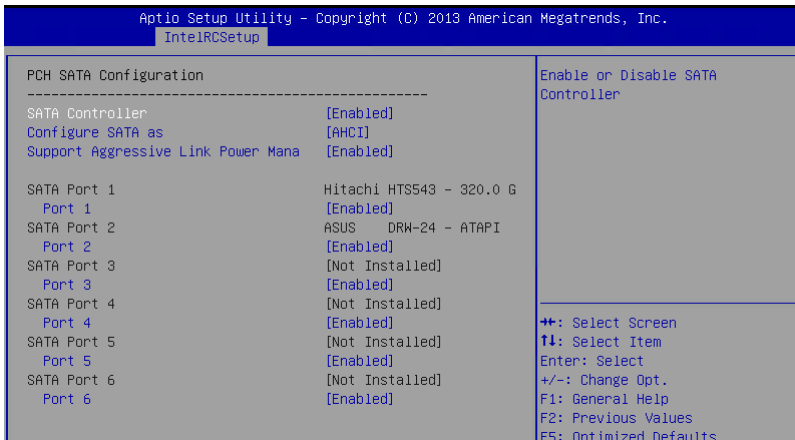 Aptio Setup Utility – Copyright (C) 2013 American Megatrends, Inc.
IntelRCSetup
PCH SATA Configuration
--------------------------------------------------
SATA Controller [Enabled]
Configure SATA as [AHCI]
Support Aggressive Link Power Mana [Enabled]
SATA Port 1 Hitachi HTS543 - 320.0 G
Port 1 [Enabled]
SATA Port 2 ASUS DRW-24 - ATAPI
Port 2 [Enabled]
SATA Port 3 [Not Installed]
Port 3 [Enabled]
SATA Port 4 [Not Installed]
Port 4 [Enabled]
SATA Port 5 [Not Installed]
Port 5 [Enabled]
SATA Port 6 [Not Installed]
Port 6 [Enabled]
Enable or Disable SATA
Controller
→←: Select Screen
↑↓: Select Item
Enter: Select
+/-: Change Opt.
F1: General Help
F2: Previous Values
F5: Optimized Defaults